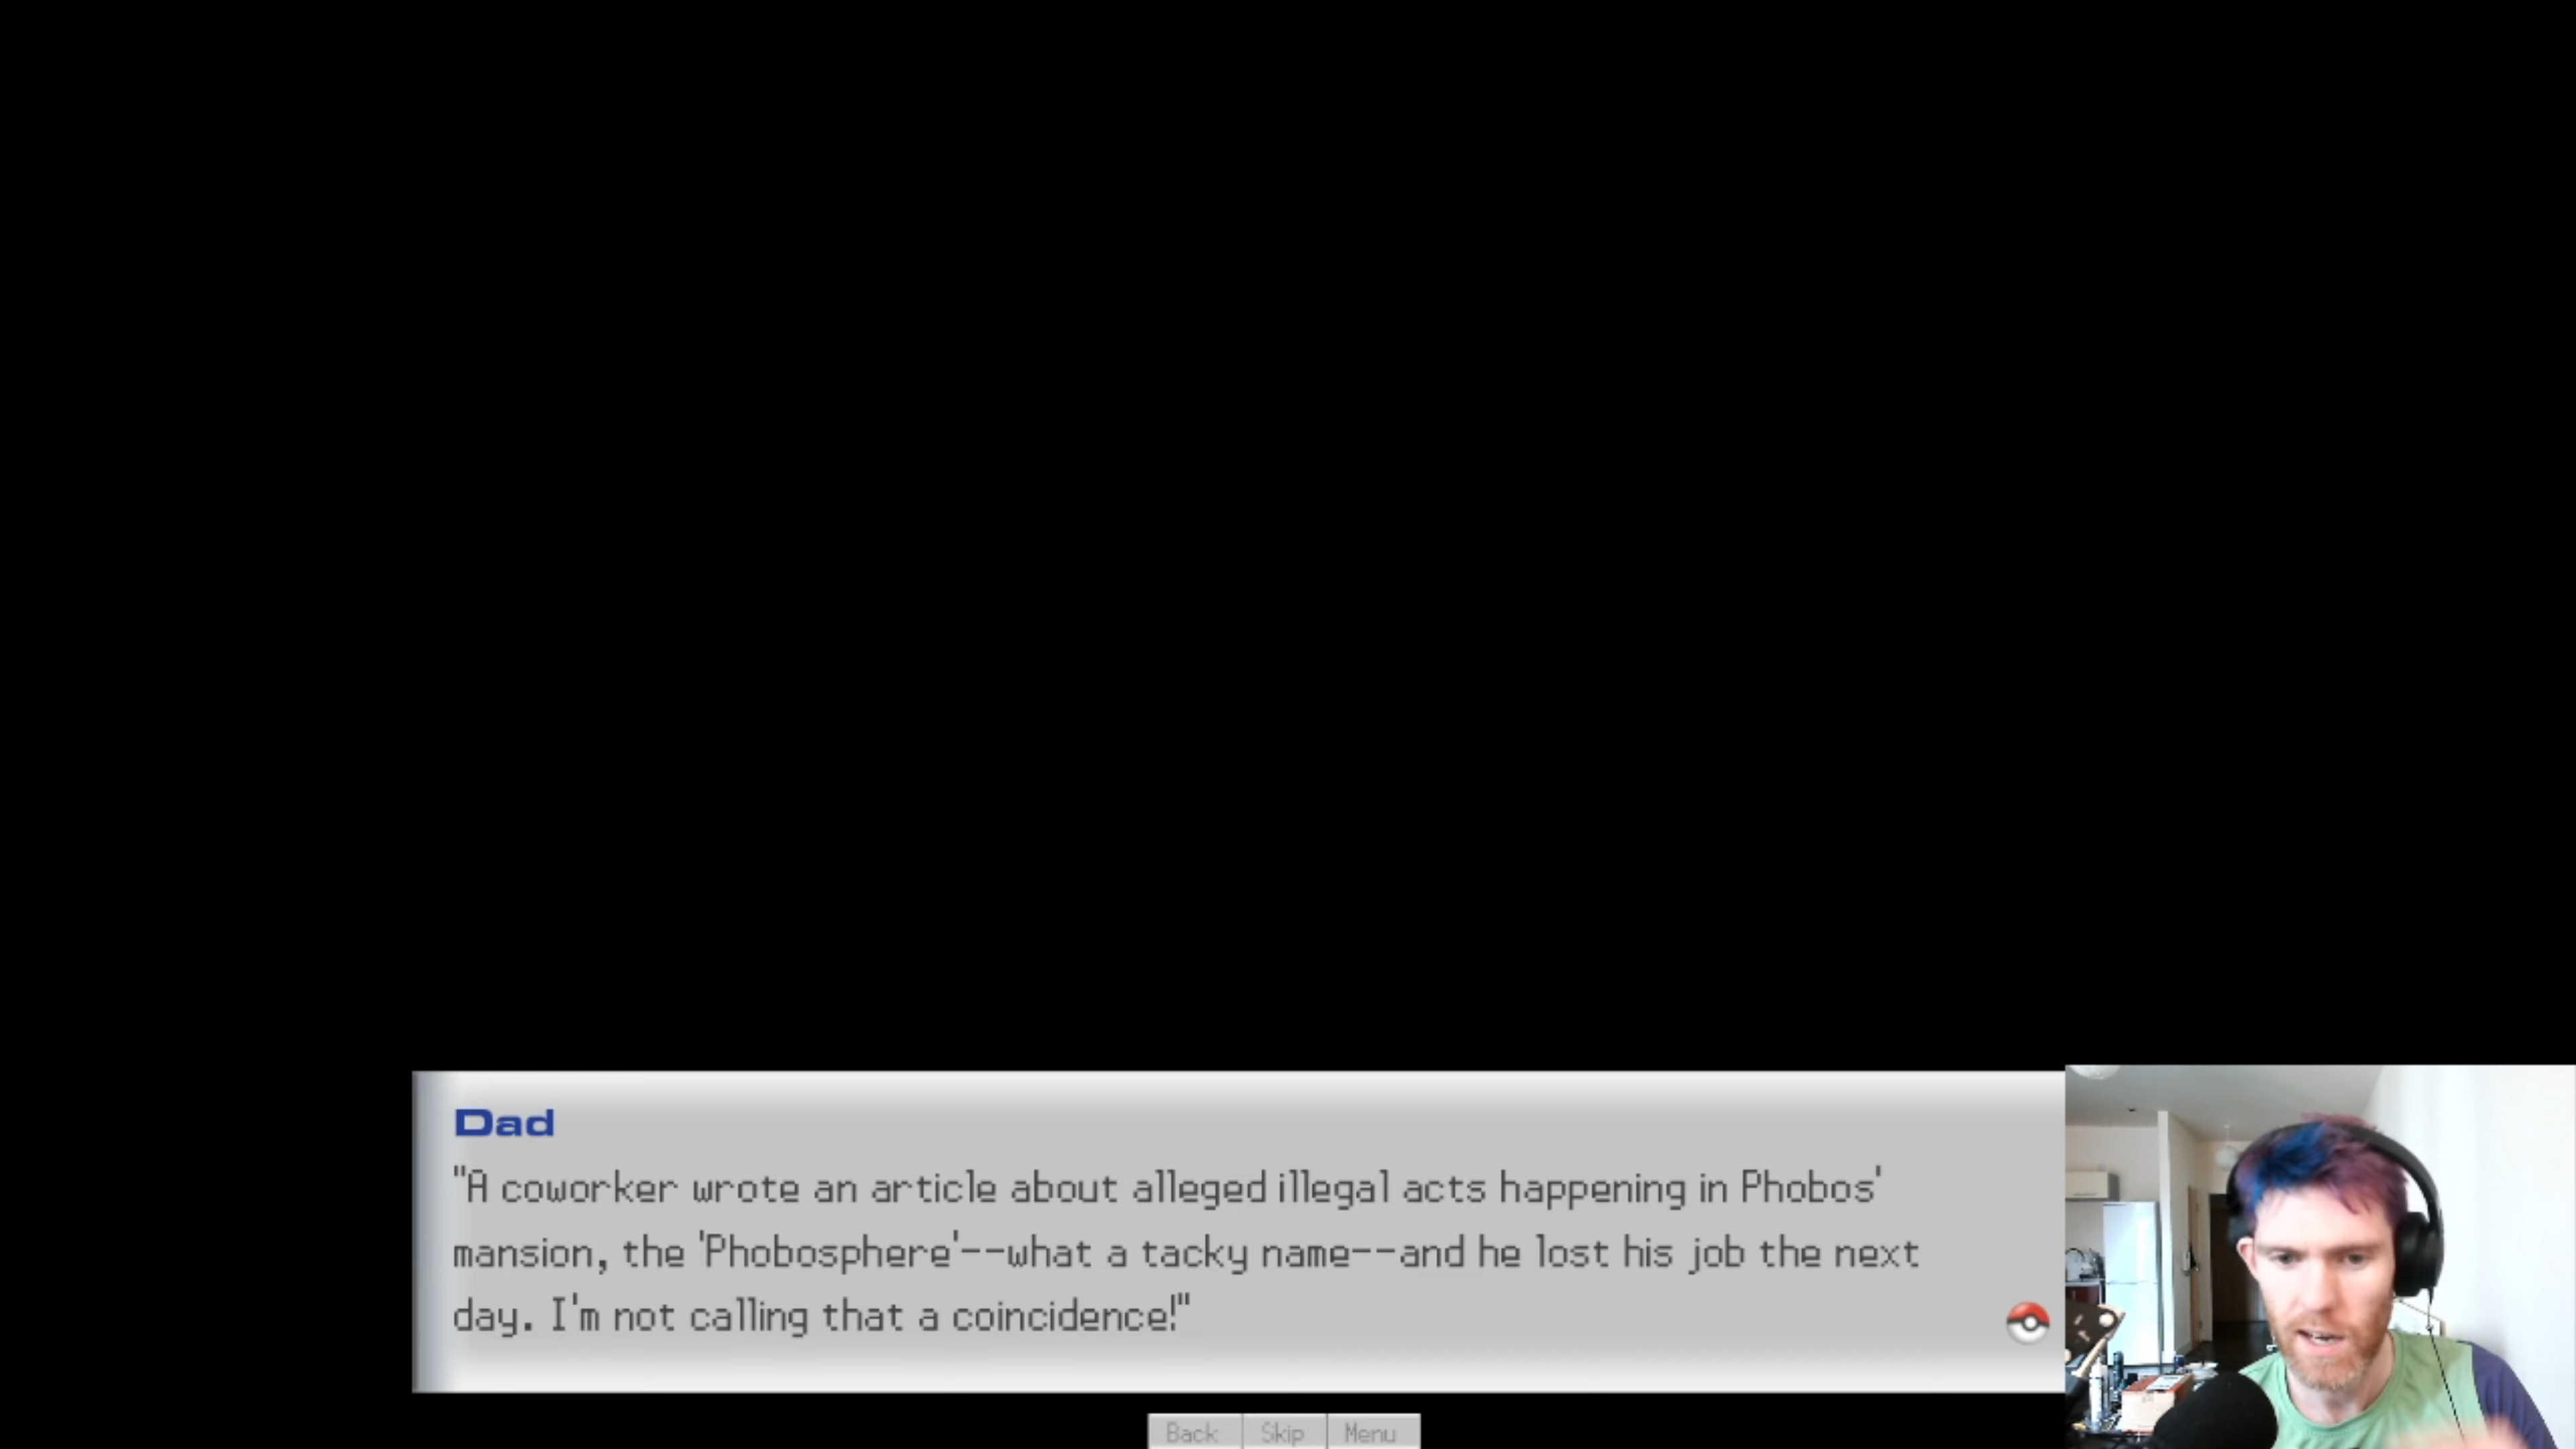 Dad
"A coworker wrote an article about alleged illegal acts happening in Phobos'
mansion, the 'Phobosphere'--what a tacky name--and he lost his job the next
day. I'm not calling that a coincidence!"
Back Skip Menu